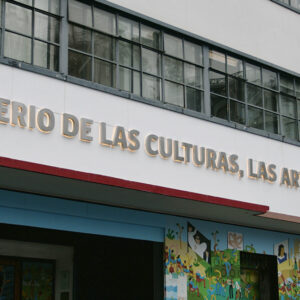 ERIO DE LAS CULTURAS, LAS AR